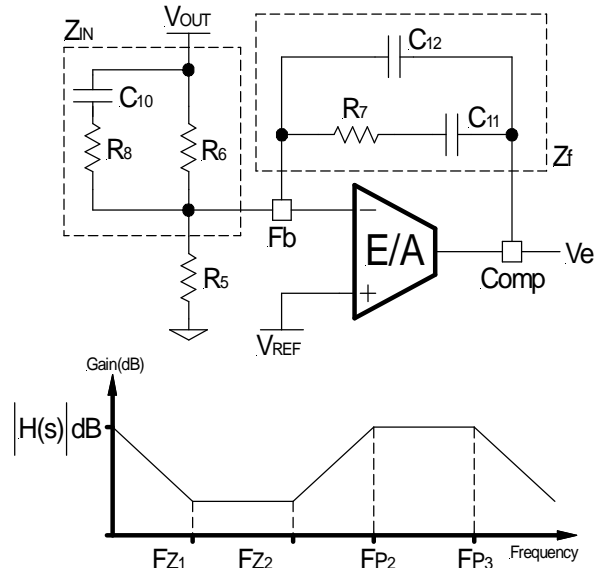 VOUT
ZIN
C12
C10
R7
C11
R8
R6
Zf
Fb
E/A
Ve
Comp
R5
VREF
Gain(dB)
|H(s)|dB
FZ1 FZ2 FP2 FP3 Frequency